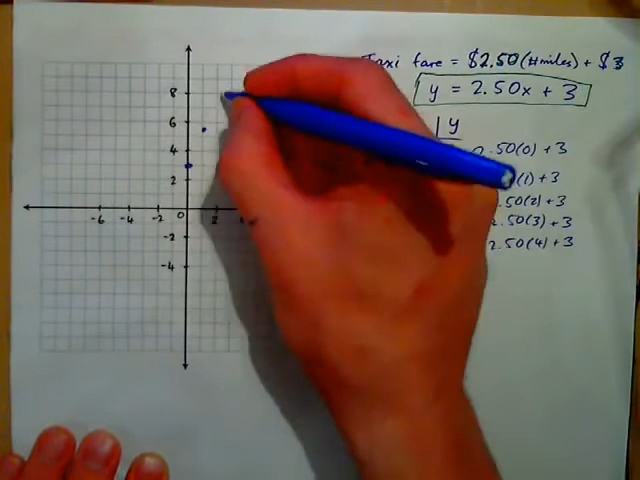 Taxi fare = $2.50(#miles) + $3
y = 2.50x + 3
y
.50(0) + 3
(1) + 3
.50(2) + 3
2.50(3) + 3
2.50(4) + 3
8
6
4
2
-6 -4 -2 0 2
-2
-4